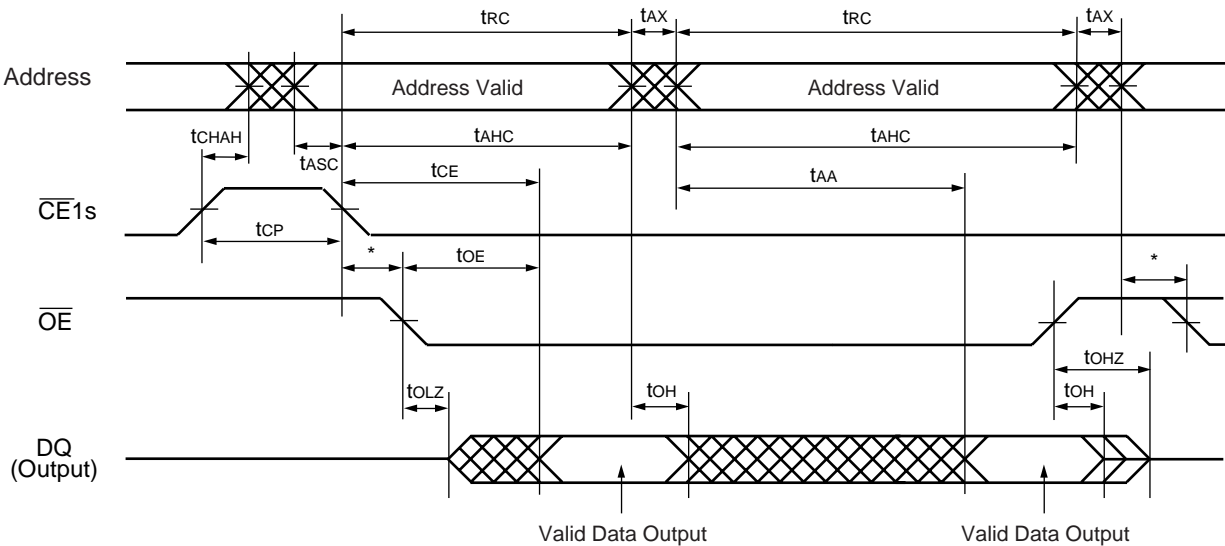 tRC tAX tRC tAX
Address Address Valid Address Valid
tCHAH tASC tAHC tAHC
tCE tAA
CE1s
tCP
* tOE *
OE
tOHZ
tOLZ tOH tOH
DQ
(Output)
Valid Data Output Valid Data Output